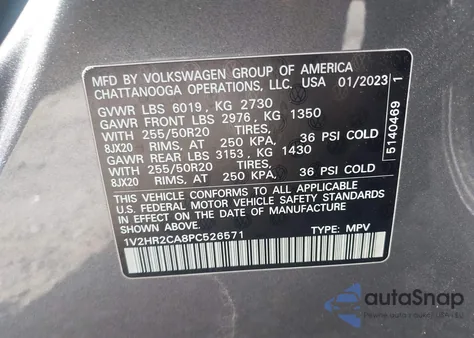 MFD BY VOLKSWAGEN GROUP OF AMERICA
CHATTANOOGA OPERATIONS, LLC. USA 01/2023
GVWR LBS 6019, KG 2730
GAWR FRONT LBS 2976, KG 1350
WITH 255/50R20 TIRES,
8JX20 RIMS, AT 250 KPA, 36 PSI COLD
GAWR REAR LBS 3153, KG 1430
WITH 255/50R20 TIRES,
8JX20 RIMS, AT 250 KPA, 36 PSI COLD
THIS VEHICLE CONFORMS TO ALL APPLICABLE
FEDERAL MOTOR VEHICLE SAFETY STANDARDS
IN EFFECT ON THE DATE OF MANUFACTURE
SHOWN ABOVE.
1V2HR2CA8PC526571 TYPE: MPV
5140469 1
autoSnap